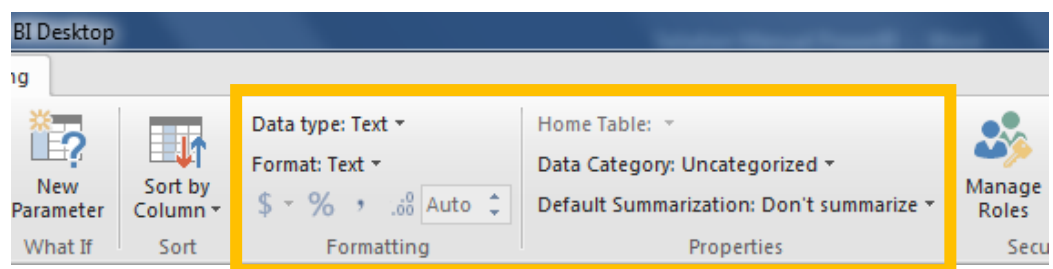 BI Desktop
ng
New
Parameter
What If
Sort by
Column
Sort
Data type: Text
Format: Text
$ % , .00 Auto
Formatting
Home Table:
Data Category: Uncategorized
Default Summarization: Don't summarize
Properties
Manage
Roles
Secu